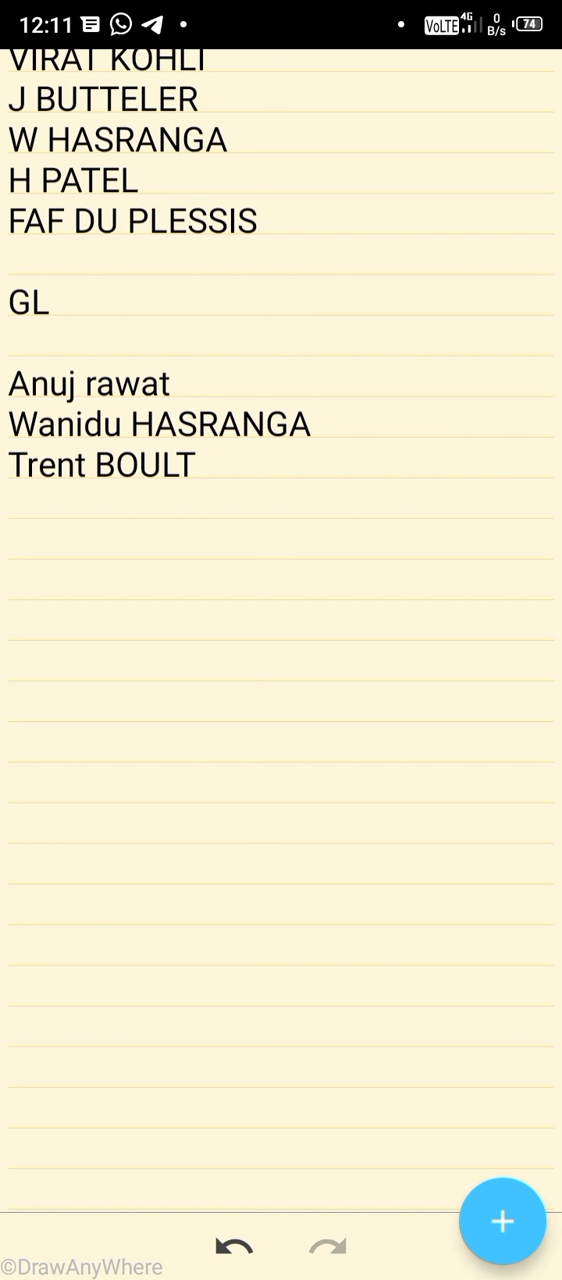 12:11
VoLTE 4G 0 B/s 74
VIRAT KOHLI
J BUTTELER
W HASRANGA
H PATEL
FAF DU PLESSIS
GL
Anuj rawat
Wanidu HASRANGA
Trent BOULT
©DrawAnyWhere